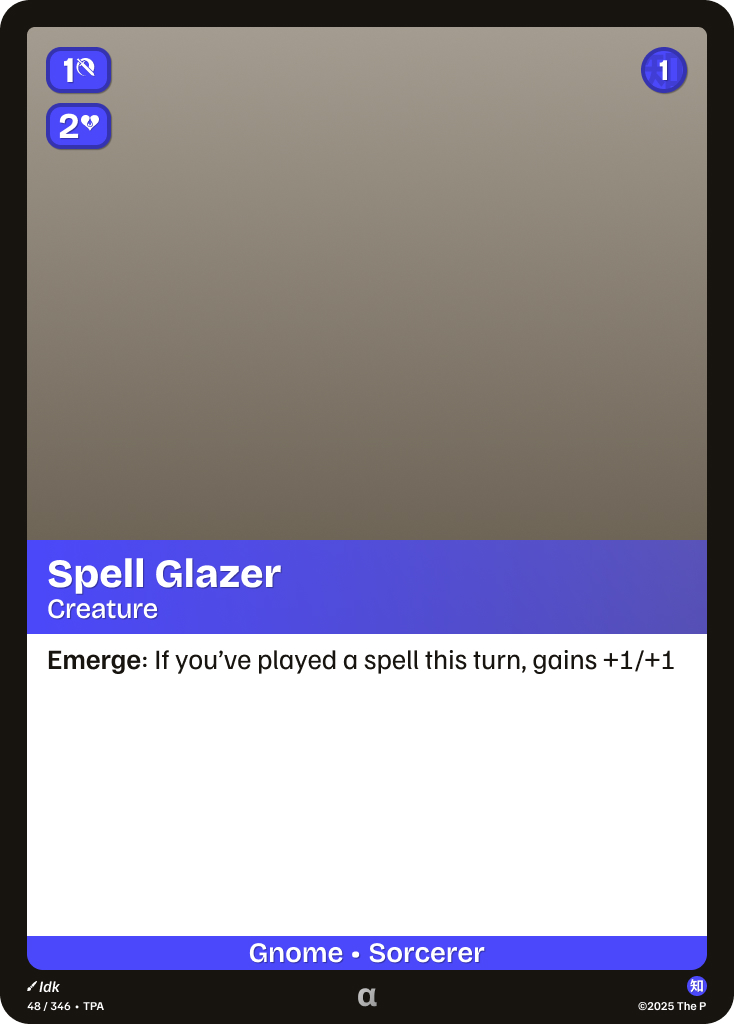 1
1
2
Spell Glazer
Creature
Emerge: If you’ve played a spell this turn, gains +1/+1
Gnome • Sorcerer
Idk
知
48 / 346 • TPA
α
©2025 The P